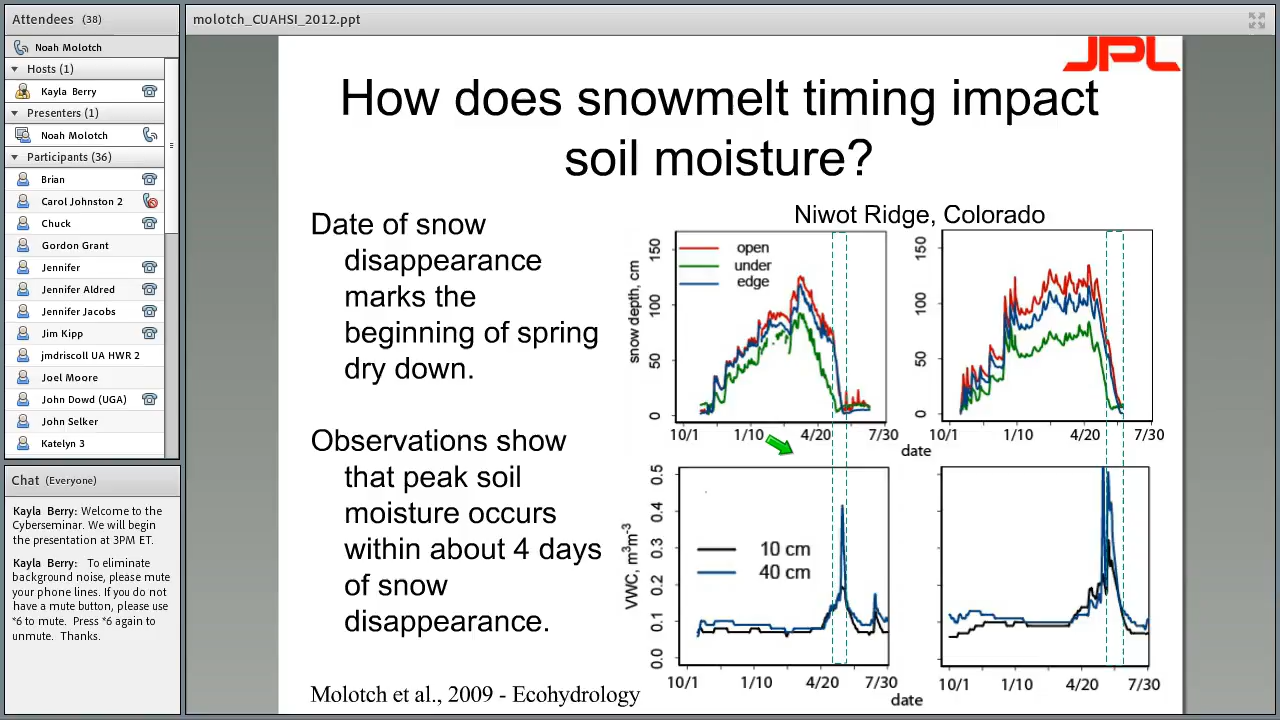 Attendees (38)
Noah Molotch
Hosts (1)
Kayla Berry
Presenters (1)
Noah Molotch
Participants (36)
Brian
Carol Johnston 2
Chuck
Gordon Grant
Jennifer
Jennifer Aldred
Jennifer Jacobs
Jim Tipp
jmdriscoll UA HWR 2
Joel Moore
John Dowd (UGA)
John Selker
Katelyn 3
Chat (Everyone)
Kayla Berry: Welcome to the
Cyberseminar. We will begin
the presentation at 3PM ET.
Kayla Berry: To eliminate
background noise, please mute
your phone lines. If you do not
have a mute button, please use
*6 to mute. Press *6 again to
unmute. Thanks.
molotch_CUAHSI_2012.ppt
JPL
How does snowmelt timing impact
soil moisture?
Date of snow
disappearance
marks the
beginning of spring
dry down.
Observations show
that peak soil
moisture occurs
within about 4 days
of snow
disappearance.
Molotch et al., 2009 - Ecohydrology
Niwot Ridge, Colorado
snow depth, cm
150
100
50
0
open
under
edge
10/1 1/10 4/20 7/30
150
100
50
0
10/1 1/10 4/20 7/30
date
VWC, m³m⁻³
0.5
0.4
0.3
0.2
0.1
0.0
10 cm
40 cm
10/1 1/10 4/20 7/30
10/1 1/10 4/20 7/30
date